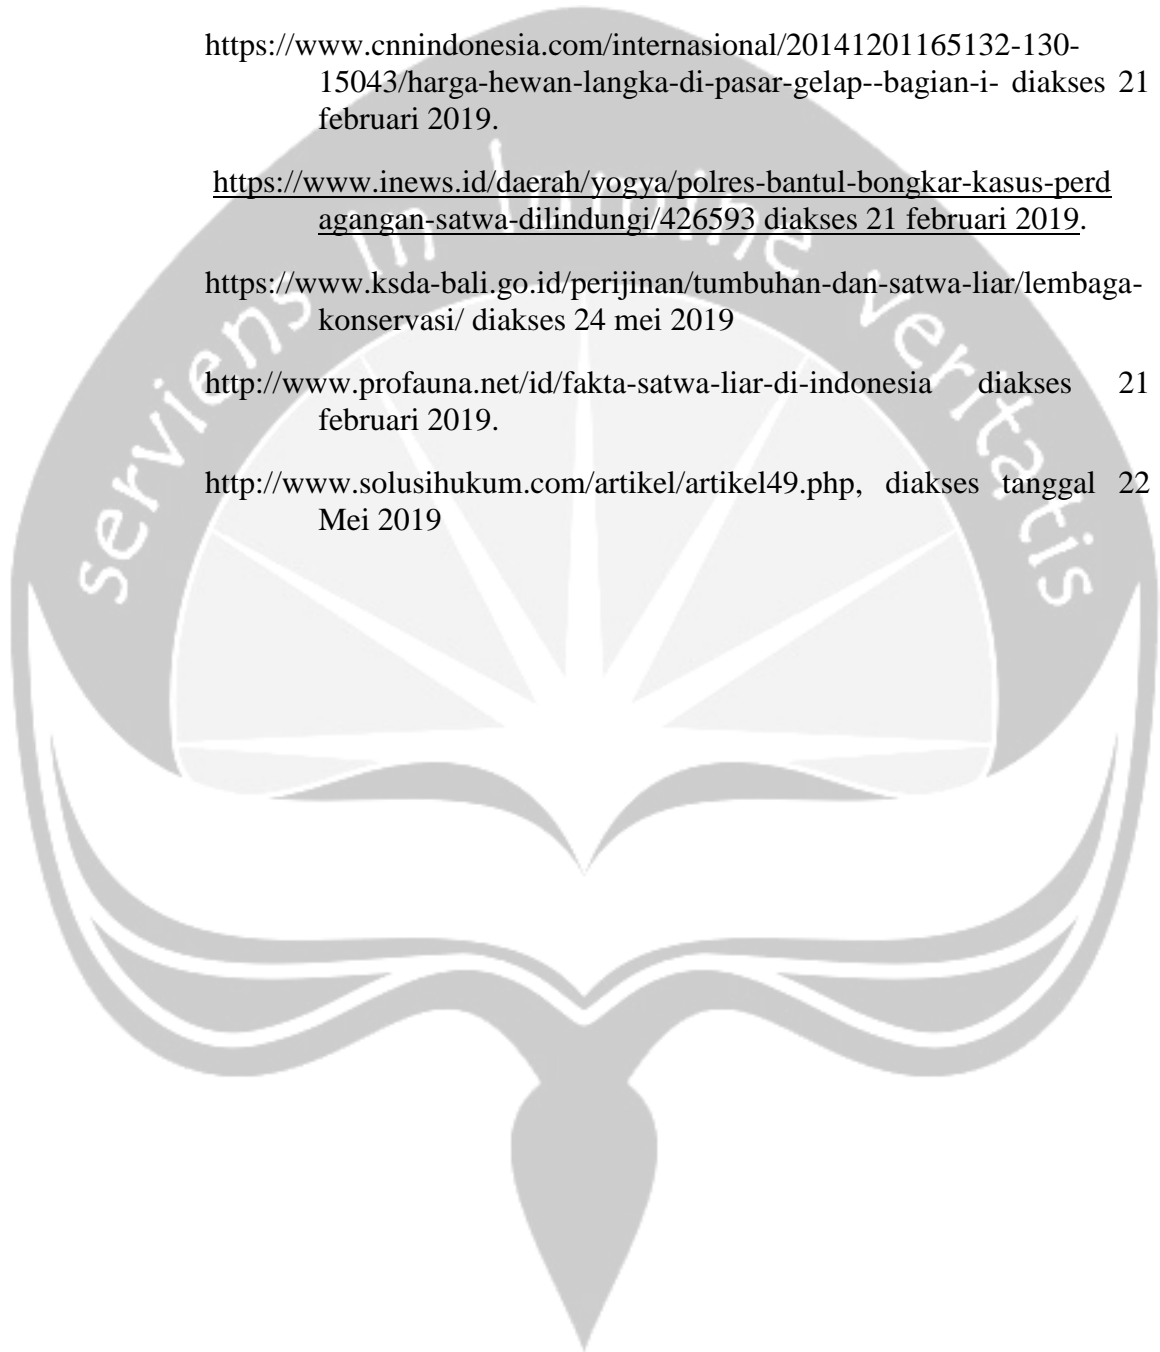 https://www.cnnindonesia.com/internasional/20141201165132-130-
15043/harga-hewan-langka-di-pasar-gelap--bagian-i- diakses 21
februari 2019.
https://www.inews.id/daerah/yogya/polres-bantul-bongkar-kasus-perd
agangan-satwa-dilindungi/426593 diakses 21 februari 2019.
https://www.ksda-bali.go.id/perijinan/tumbuhan-dan-satwa-liar/lembaga-
konservasi/ diakses 24 mei 2019
http://www.profauna.net/id/fakta-satwa-liar-di-indonesia diakses 21
februari 2019.
http://www.solusihukum.com/artikel/artikel49.php, diakses tanggal 22
Mei 2019
serviens in lumine veritatis